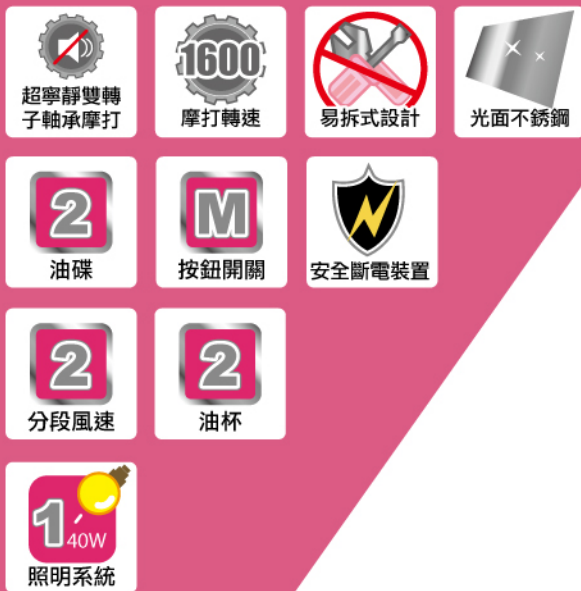 超寧靜雙轉
子軸承摩打
1600
摩打轉速
易拆式設計
光面不銹鋼
2
油碟
M
按鈕開關
安全斷電裝置
2
分段風速
2
油杯
1
40W
照明系統